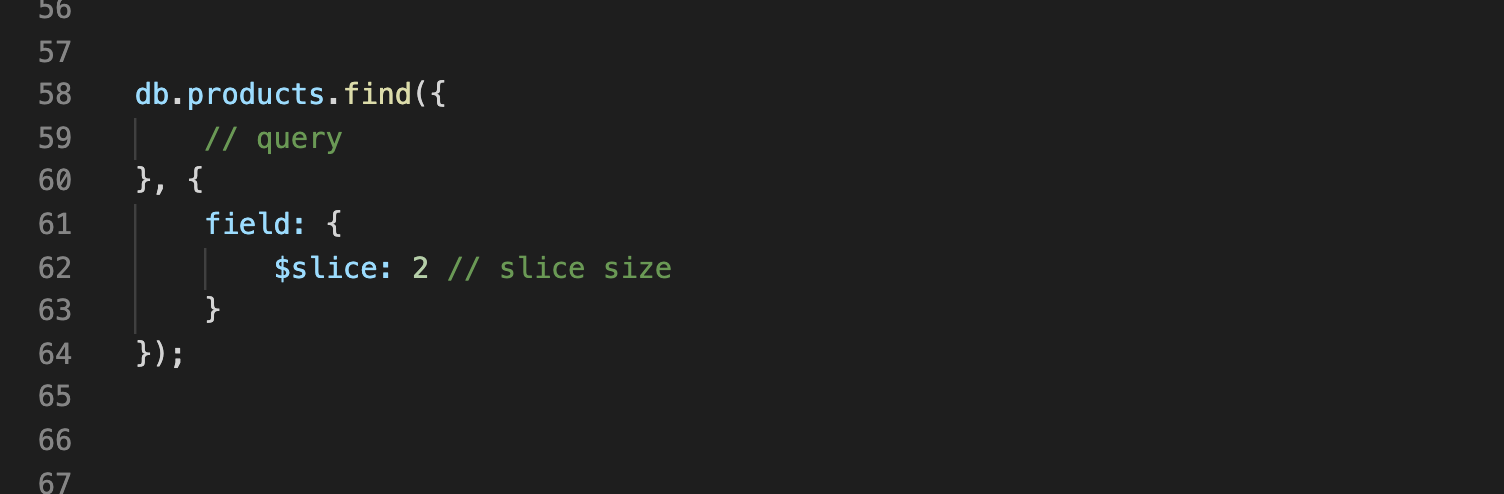 56
57
58 db.products.find({
59 // query
60 }, {
61 field: {
62 $slice: 2 // slice size
63 }
64 });
65
66
67